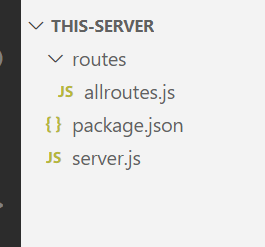 THIS-SERVER
routes
JS allroutes.js
{ } package.json
JS server.js